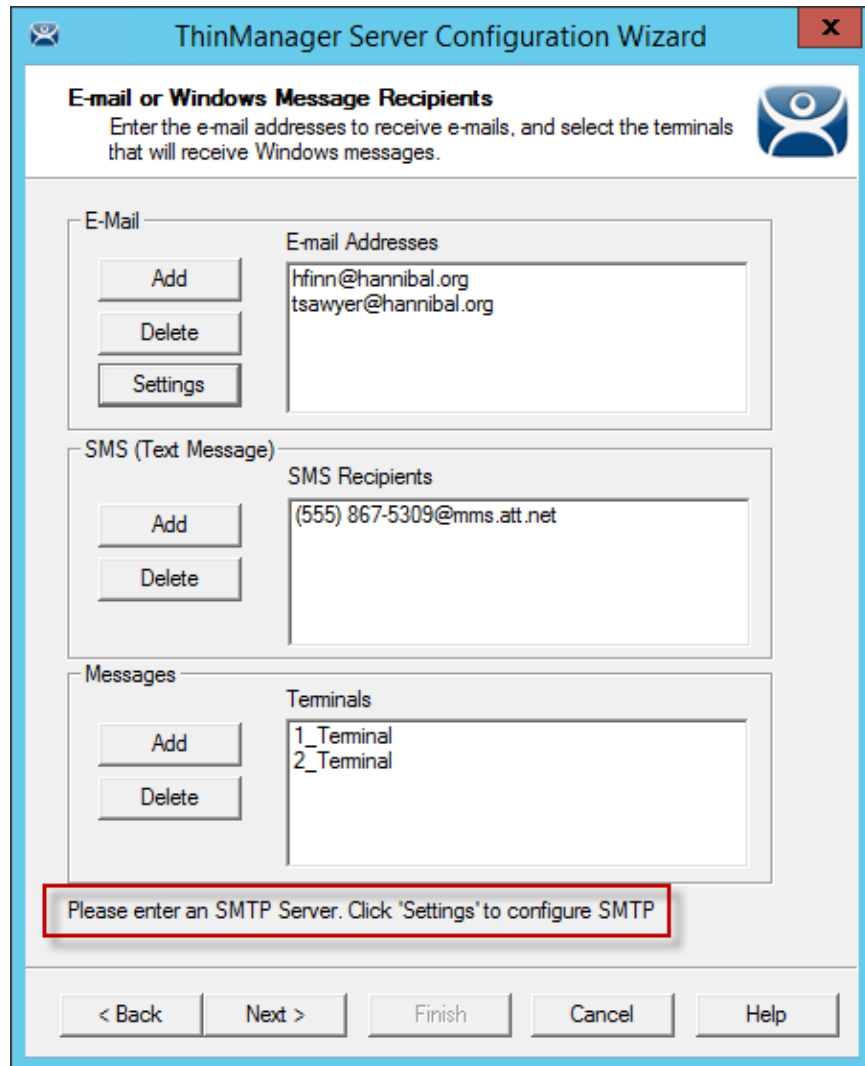 ThinManager Server Configuration Wizard
x
E-mail or Windows Message Recipients
Enter the e-mail addresses to receive e-mails, and select the terminals
that will receive Windows messages.
E-Mail
E-mail Addresses
Add
hfinn@hannibal.org
tsawyer@hannibal.org
Delete
Settings
SMS (Text Message)
SMS Recipients
Add
(555) 867-5309@mms.att.net
Delete
Messages
Terminals
Add
1_Terminal
2_Terminal
Delete
Please enter an SMTP Server. Click 'Settings' to configure SMTP
< Back Next > Finish Cancel Help